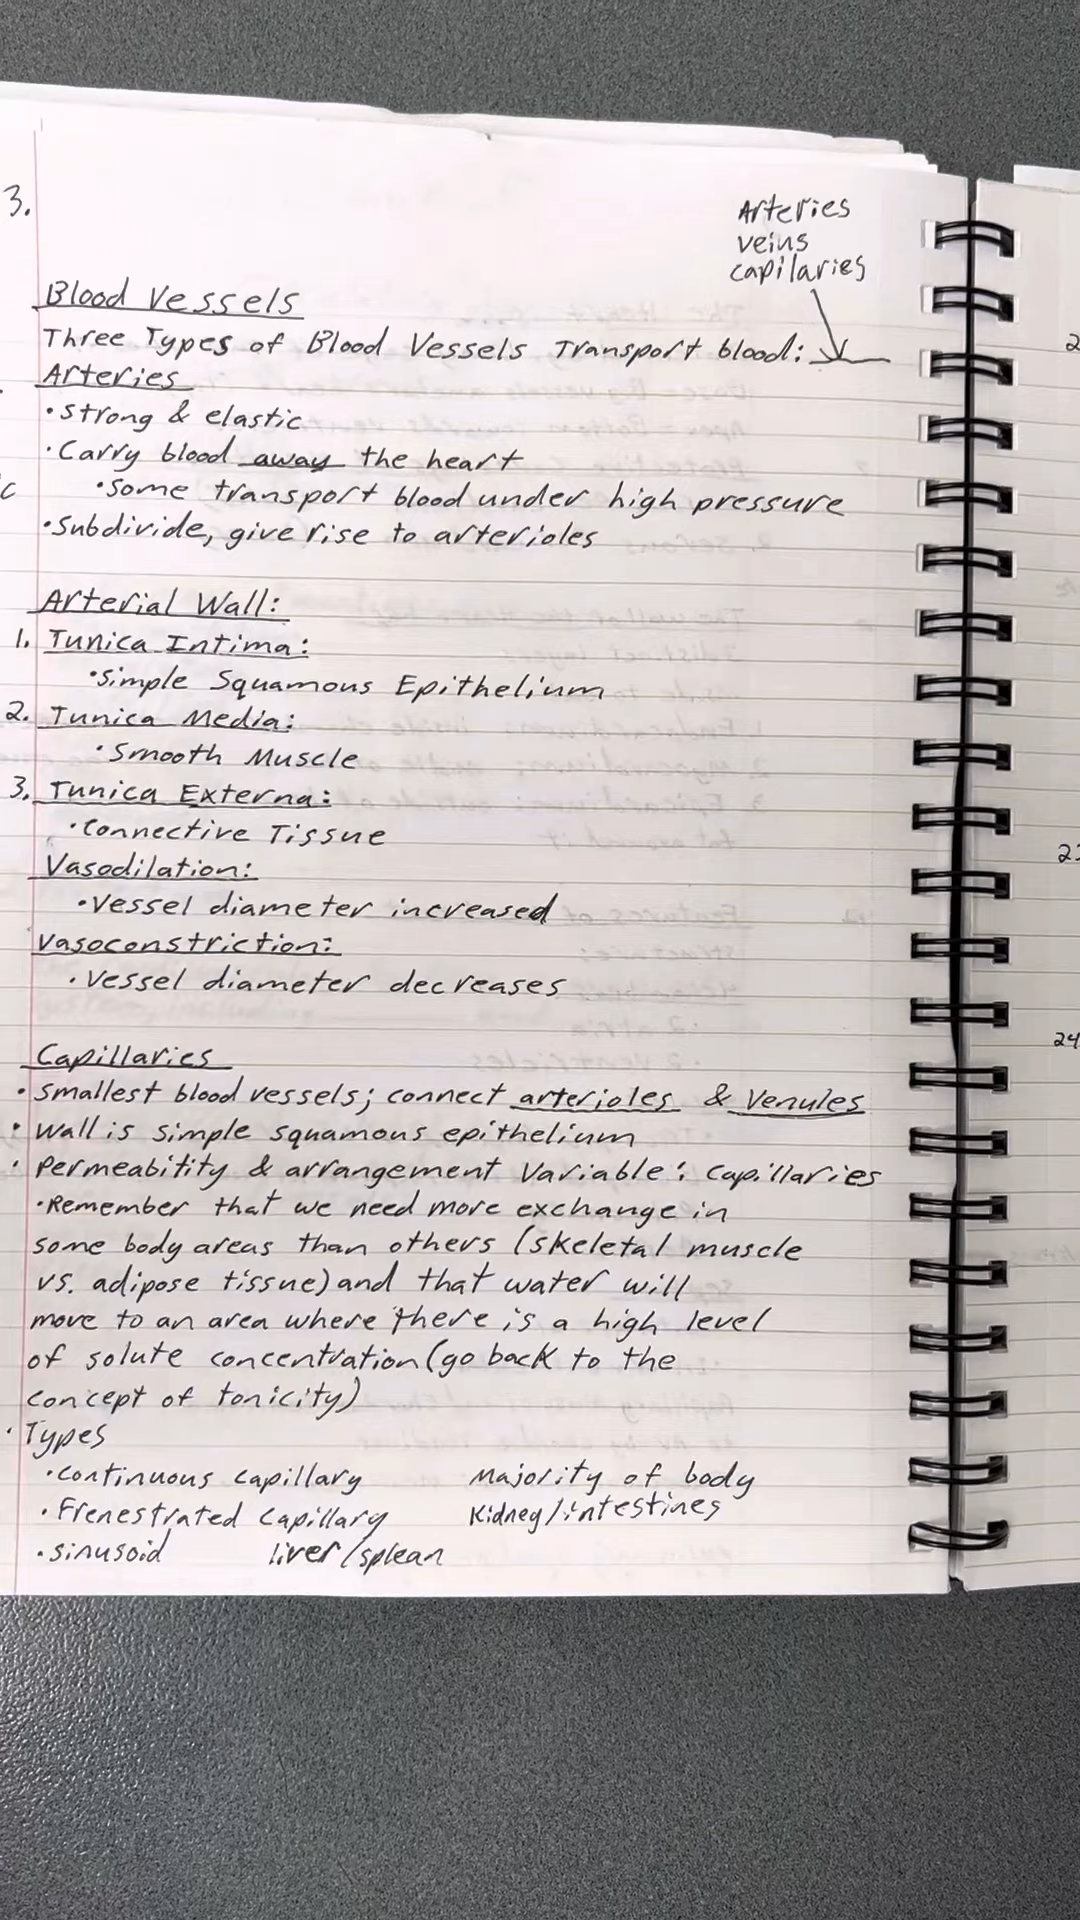 3.
Arteries
veins
capilaries
Blood Vessels
Three Types of Blood Vessels Transport blood:
Arteries
• Strong & elastic
• Carry blood away the heart
c
• Some transport blood under high pressure
• Subdivide, give rise to arterioles
Arterial Wall:
1. Tunica Intima:
• Simple Squamous Epithelium
2. Tunica Media:
• Smooth Muscle
3. Tunica Externa:
• Connective Tissue
Vasodilation:
• Vessel diameter increased
Vasoconstriction:
• Vessel diameter decreases
Capillaries
• Smallest blood vessels; connect arterioles & Venules
• Wall is simple squamous epithelium
• Permeabitity & arrangement Variable: Capillaries
• Remember that we need more exchange in
some body areas than others (skeletal muscle
vs. adipose tissue) and that water will
move to an area where there is a high level
of solute concentration (go back to the
concept of tonicity)
• Types
• Continuous Capillary Majority of body
• Frenestrated Capillary Kidney/intestines
• Sinusoid liver/splean
2
23
24